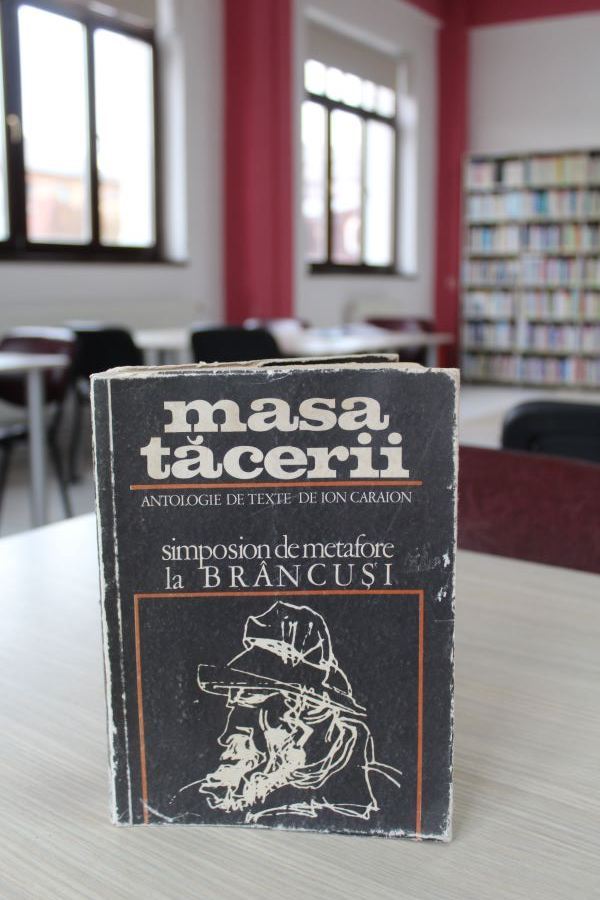 masa
tăcerii
ANTOLOGIE DE TEXTE DE ION CARAION
simposion de metafore
la BRÂNCUȘI